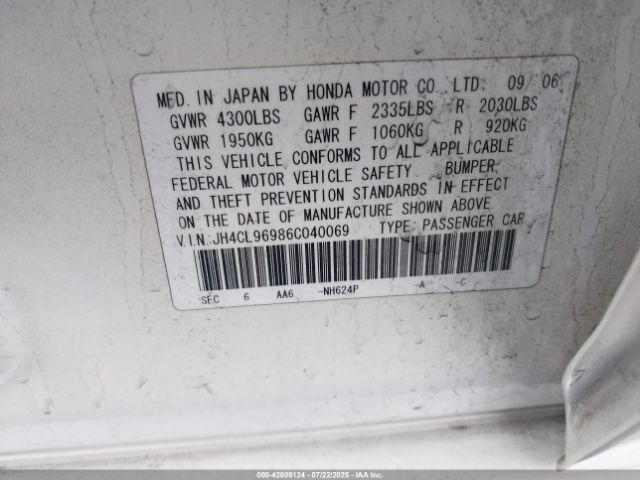 MFD. IN JAPAN BY HONDA MOTOR CO., LTD. 09/06
GVWR 4300LBS GAWR F 2335LBS R 2030LBS
GVWR 1950KG GAWR F 1060KG R 920KG
THIS VEHICLE CONFORMS TO ALL APPLICABLE
FEDERAL MOTOR VEHICLE SAFETY, BUMPER,
AND THEFT PREVENTION STANDARDS IN EFFECT
ON THE DATE OF MANUFACTURE SHOWN ABOVE.
V.I.N:JH4CL96986C040069 TYPE: PASSENGER CAR
SEC 6 AA6 -NH624P A C
000-42805124 | 07/22/2025 | IAA, Inc.